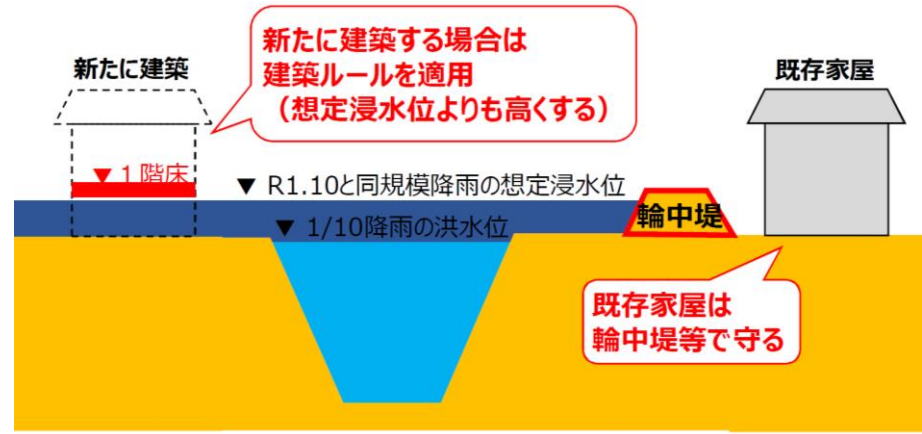 新たに建築する場合は
建築ルールを適用
（想定浸水位よりも高くする）
新たに建築
既存家屋
▼1階床
▼ R1.10と同規模降雨の想定浸水位
▼ 1/10降雨の洪水位
輪中堤
既存家屋は
輪中堤等で守る